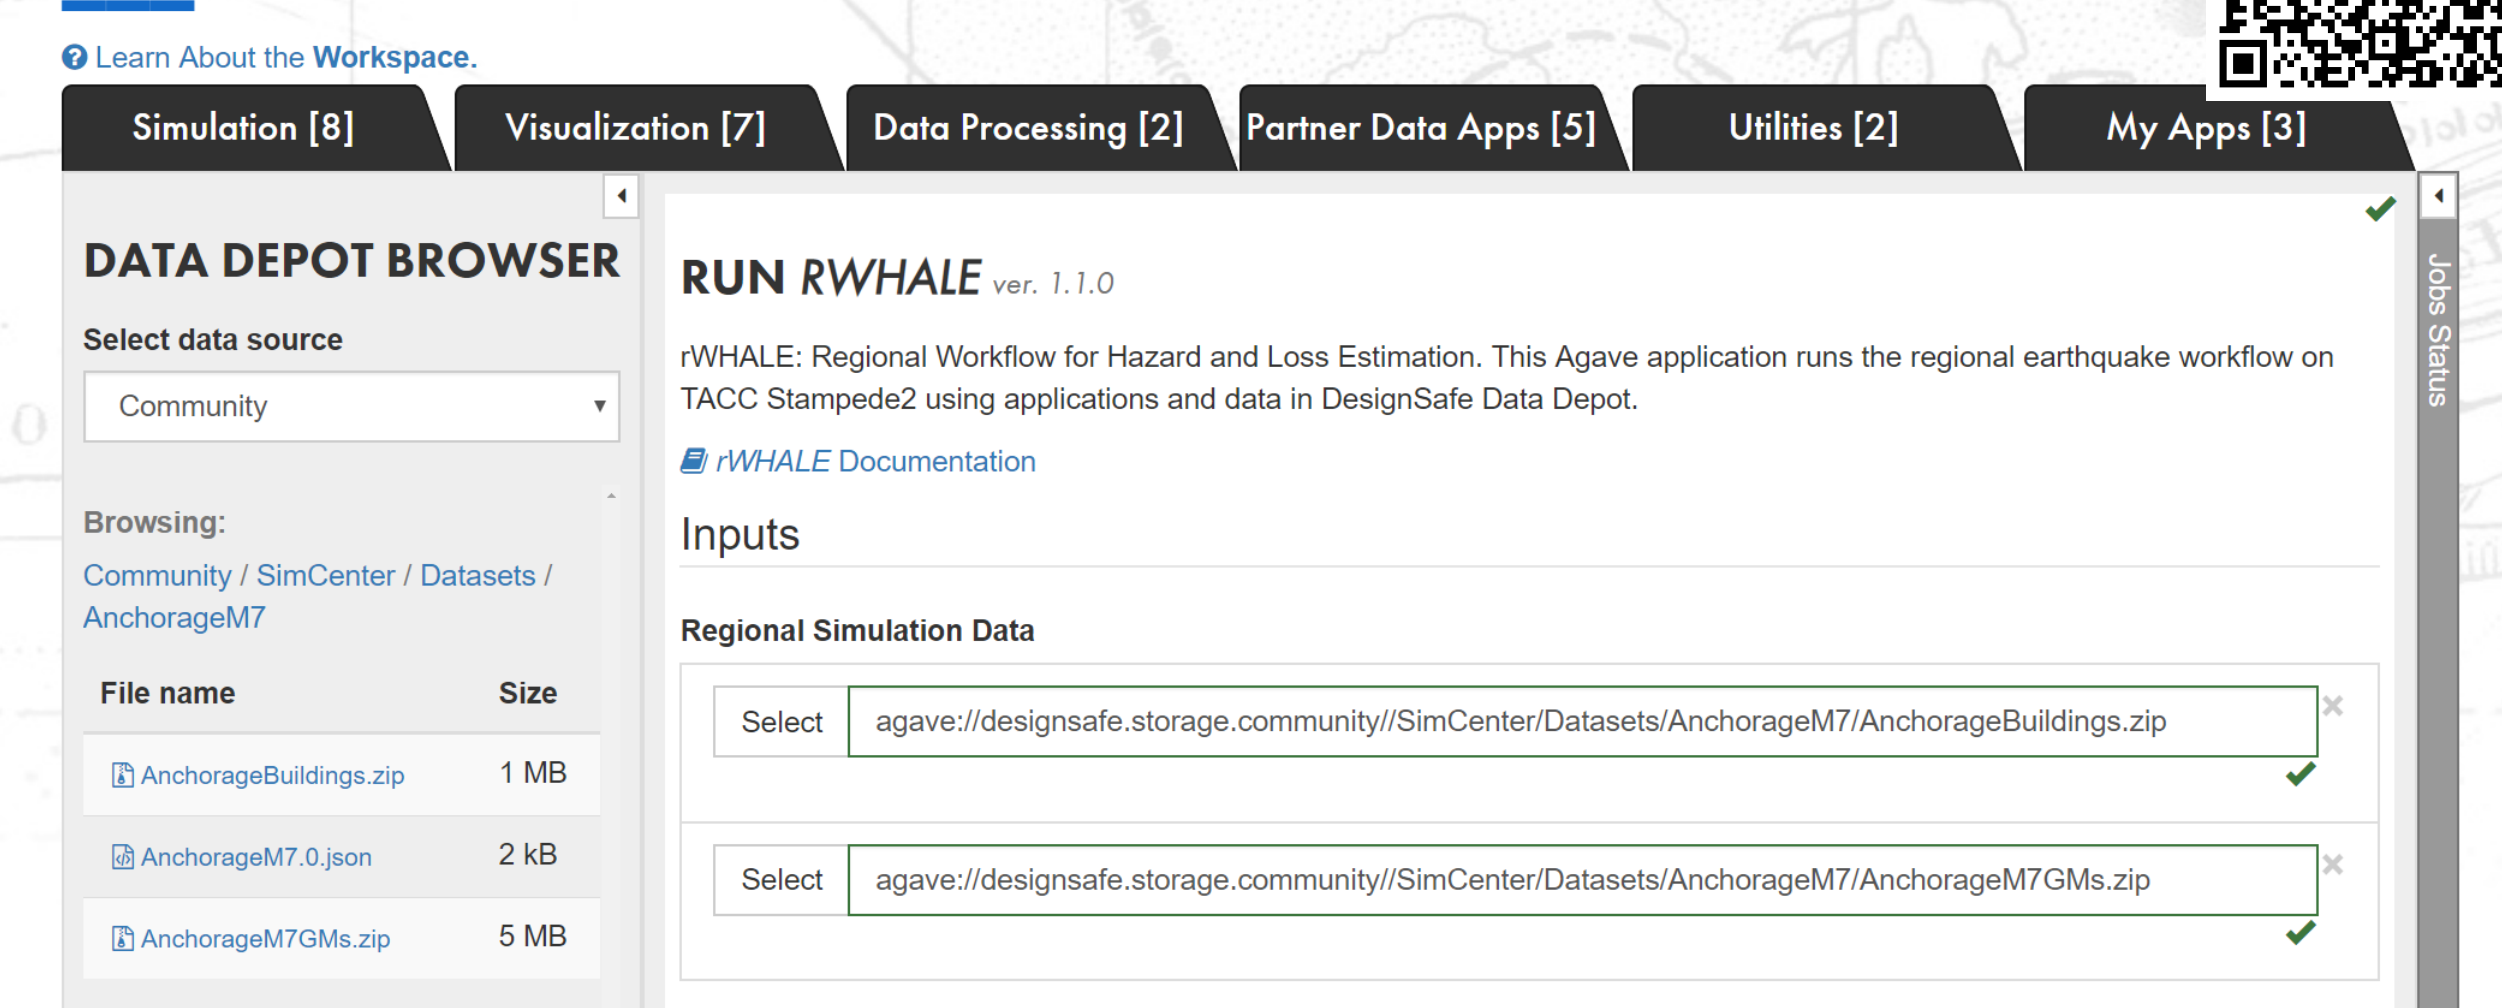 Learn About the Workspace.
Simulation [8]
Visualization [7]
Data Processing [2]
Partner Data Apps [5]
Utilities [2]
My Apps [3]
DATA DEPOT BROWSER
Select data source
Community
Browsing:
Community / SimCenter / Datasets /
AnchorageM7
File name Size
AnchorageBuildings.zip 1 MB
AnchorageM7.0.json 2 kB
AnchorageM7GMs.zip 5 MB
RUN RWHALE ver. 1.1.0
rWHALE: Regional Workflow for Hazard and Loss Estimation. This Agave application runs the regional earthquake workflow on
TACC Stampede2 using applications and data in DesignSafe Data Depot.
rWHALE Documentation
Inputs
Regional Simulation Data
Select agave://designsafe.storage.community//SimCenter/Datasets/AnchorageM7/AnchorageBuildings.zip
Select agave://designsafe.storage.community//SimCenter/Datasets/AnchorageM7/AnchorageM7GMs.zip
Jobs Status